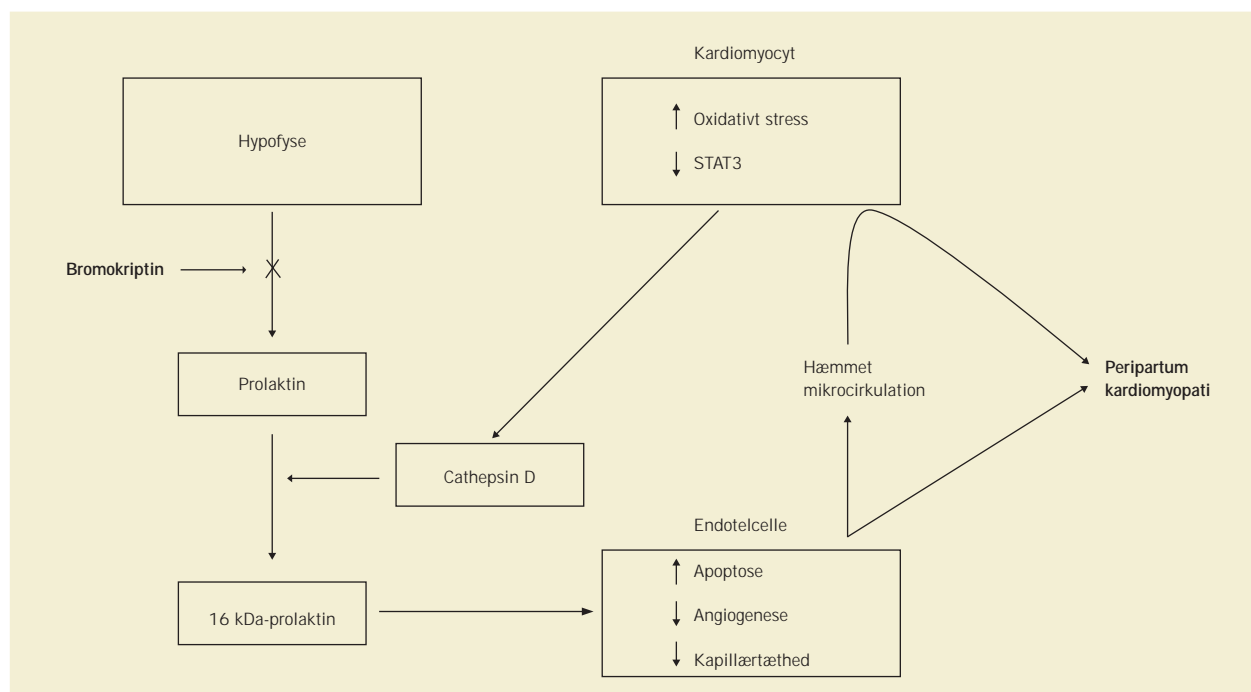 Kardiomyocyt
Hypofyse
Oxidativt stress
STAT3
Bromokriptin
Prolaktin
Hæmmet
mikrocirkulation
Peripartum
kardiomyopati
Cathepsin D
Endotelcelle
Apoptose
16 kDa-prolaktin
Angiogenese
Kapillærtæthed